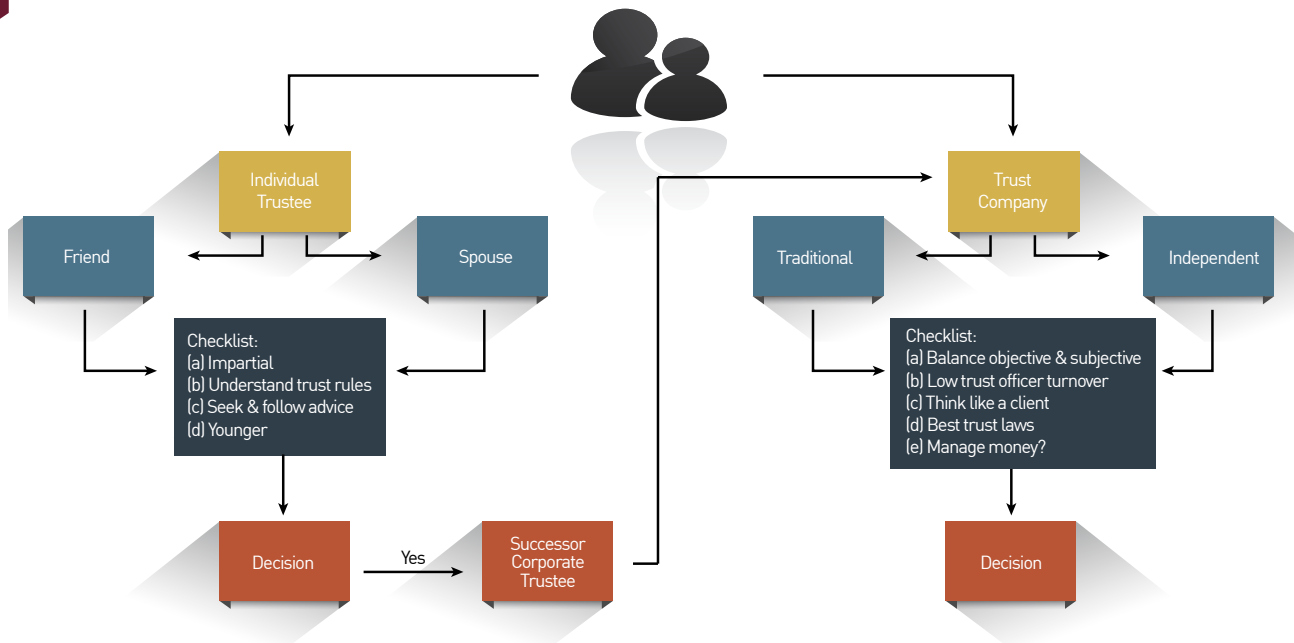 Individual
Trustee
Friend
Spouse
Checklist:
(a) Impartial
(b) Understand trust rules
(c) Seek & follow advice
(d) Younger
Decision
Yes
Successor
Corporate
Trustee
Trust
Company
Traditional
Independent
Checklist:
(a) Balance objective & subjective
(b) Low trust officer turnover
(c) Think like a client
(d) Best trust laws
(e) Manage money?
Decision